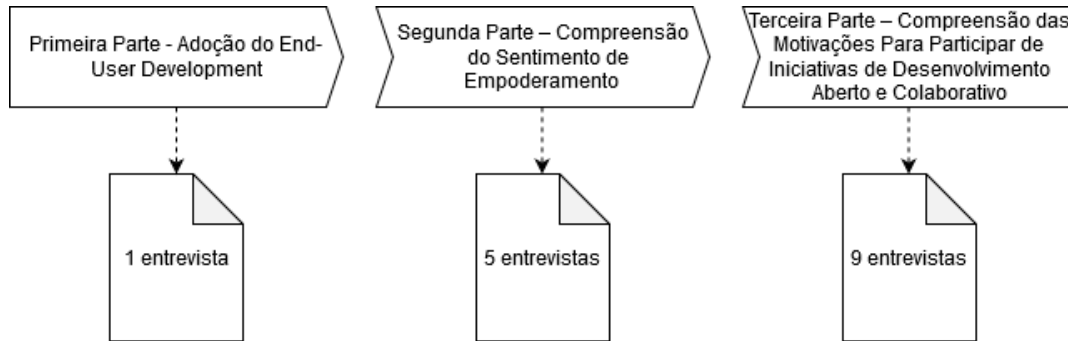 Primeira Parte - Adoção do End-
User Development
Segunda Parte – Compreensão
do Sentimento de
Empoderamento
Terceira Parte – Compreensão das
Motivações Para Participar de
Iniciativas de Desenvolvimento
Aberto e Colaborativo
1 entrevista
5 entrevistas
9 entrevistas